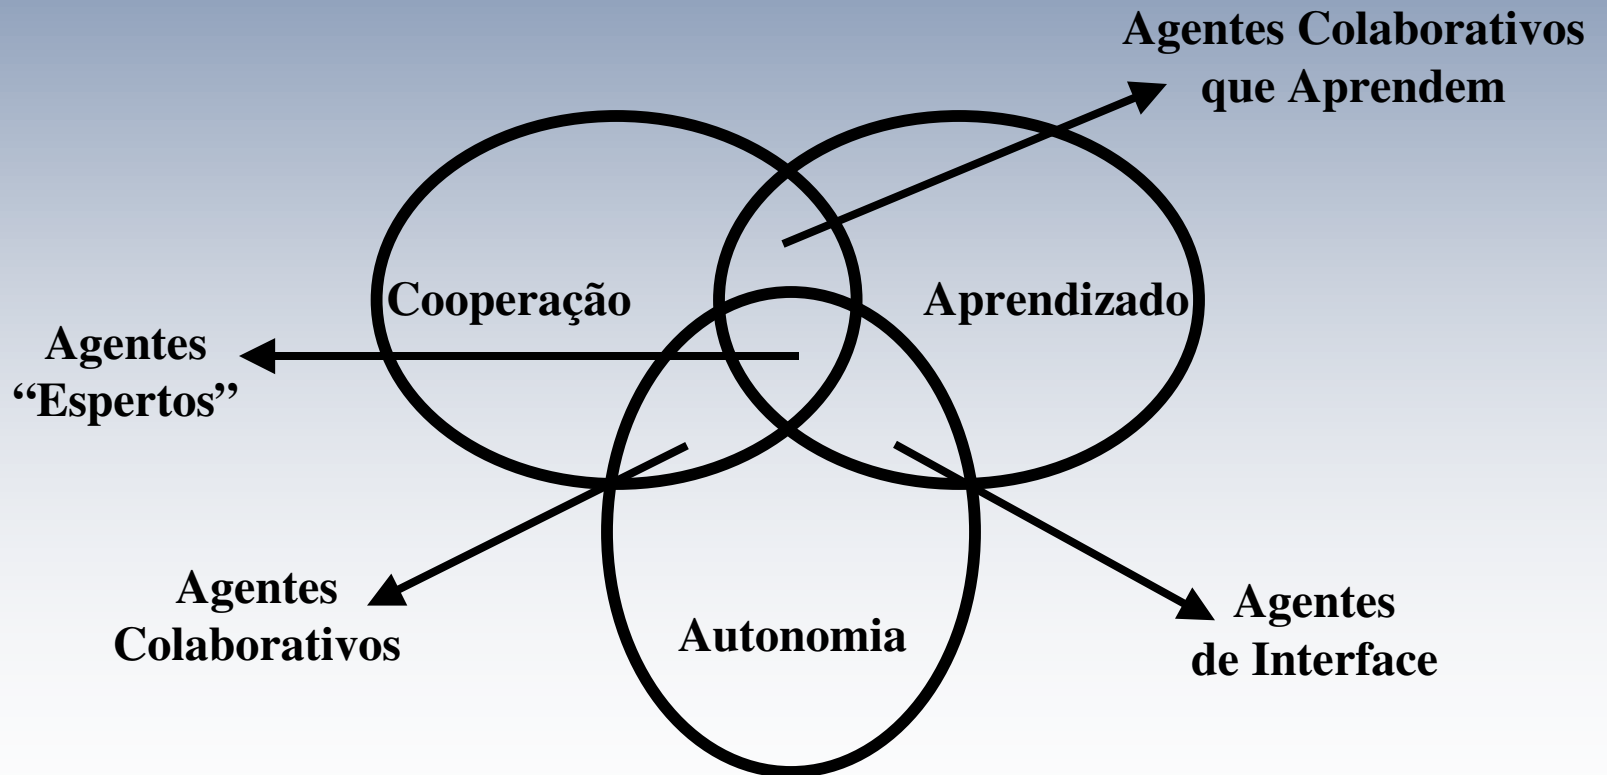 Agentes Colaborativos
que Aprendem
Cooperação
Aprendizado
Agentes
“Espertos”
Agentes
Colaborativos
Autonomia
Agentes
de Interface